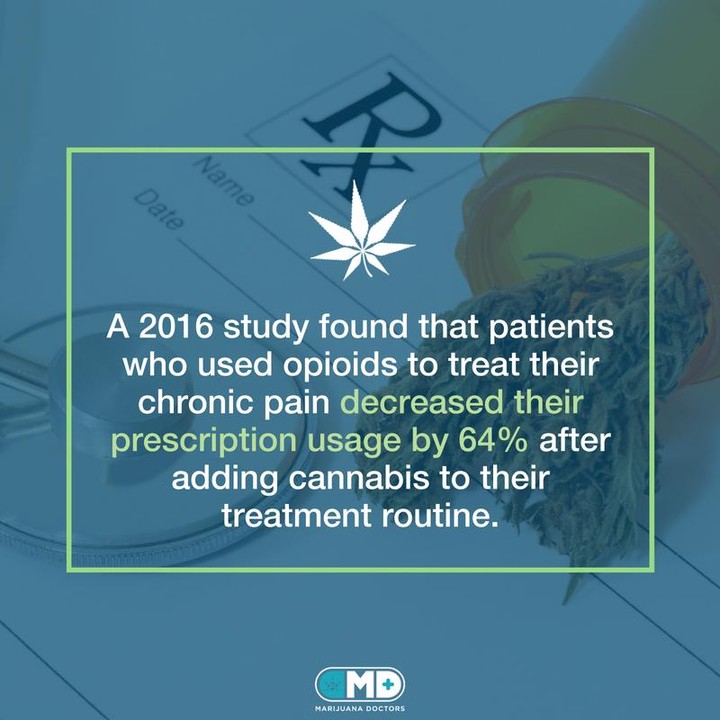 Rx
Name
Date
A 2016 study found that patients
who used opioids to treat their
chronic pain decreased their
prescription usage by 64% after
adding cannabis to their
treatment routine.
MD
MARIJUANA DOCTORS